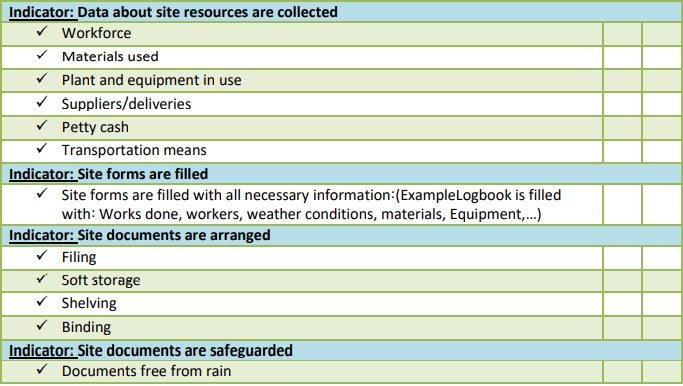 Indicator: Data about site resources are collected
✓ Workforce
✓ Materials used
✓ Plant and equipment in use
✓ Suppliers/deliveries
✓ Petty cash
✓ Transportation means
Indicator: Site forms are filled
✓ Site forms are filled with all necessary information:(ExampleLogbook is filled
with: Works done, workers, weather conditions, materials, Equipment,...)
Indicator: Site documents are arranged
✓ Filing
✓ Soft storage
✓ Shelving
✓ Binding
Indicator: Site documents are safeguarded
✓ Documents free from rain